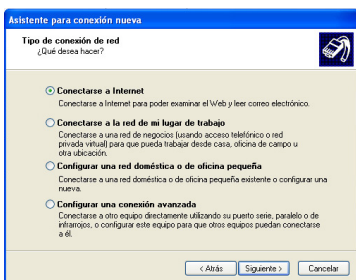 Asistente para conexión nueva
Tipo de conexión de red
¿Qué desea hacer?
Conectarse a Internet
Conectarse a Internet para poder examinar el Web y leer correo electrónico.
Conectarse a la red de mi lugar de trabajo
Conectarse a una red de negocios (usando acceso telefónico o red
privada virtual) para que pueda trabajar desde casa, oficina de campo u
otra ubicación.
Configurar una red doméstica o de oficina pequeña
Conectarse a una red doméstica o de oficina pequeña existente o configurar una
nueva.
Configurar una conexión avanzada
Conectarse a otro equipo directamente utilizando su puerto serie, paralelo o de
infrarrojos, o configurar este equipo para que otros equipos puedan conectarse
a él.
< Atrás
Siguiente >
Cancelar